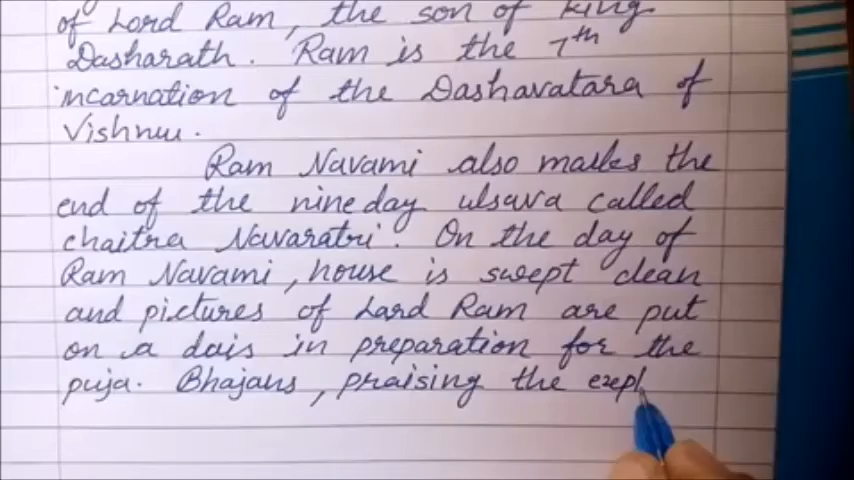 of Lord Ram, the son of King
Dasharath. Ram is the 7th
incarnation of the Dashavatara of
Vishnu.
Ram Navami also marks the
end of the nine day utsava called
chaitra Navaratri. On the day of
Ram Navami, house is swept clean
and pictures of Lord Ram are put
on a dais in preparation for the
puja. Bhajans, praising the expl